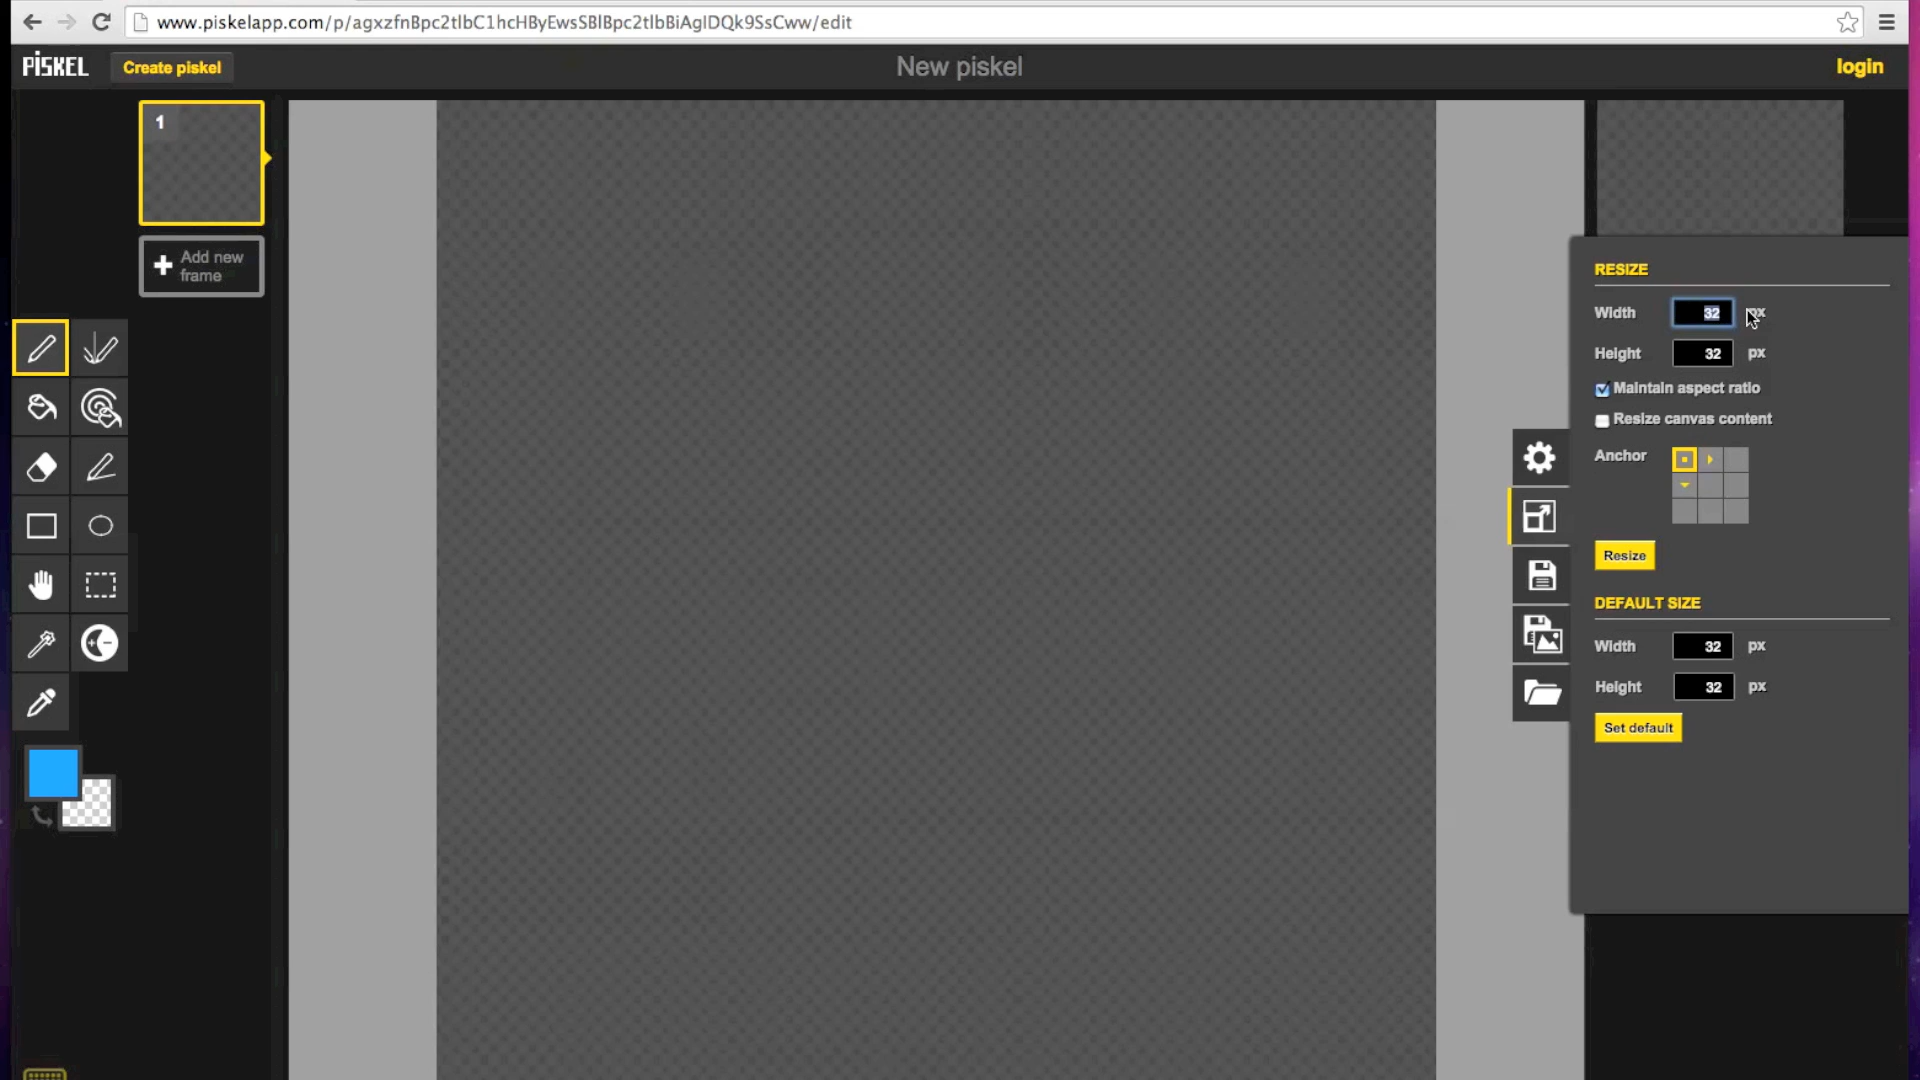 www.piskelapp.com/p/agxzfnBpc2tlbC1hcHByEwsSBlBpc2tlbBiAgIDQk9SsCww/edit
PiSKEL
Create piskel
New piskel
login
1
Add new
frame
RESIZE
Width 32 px
Height 32 px
Maintain aspect ratio
Resize canvas content
Anchor
Resize
DEFAULT SIZE
Width 32 px
Height 32 px
Set default